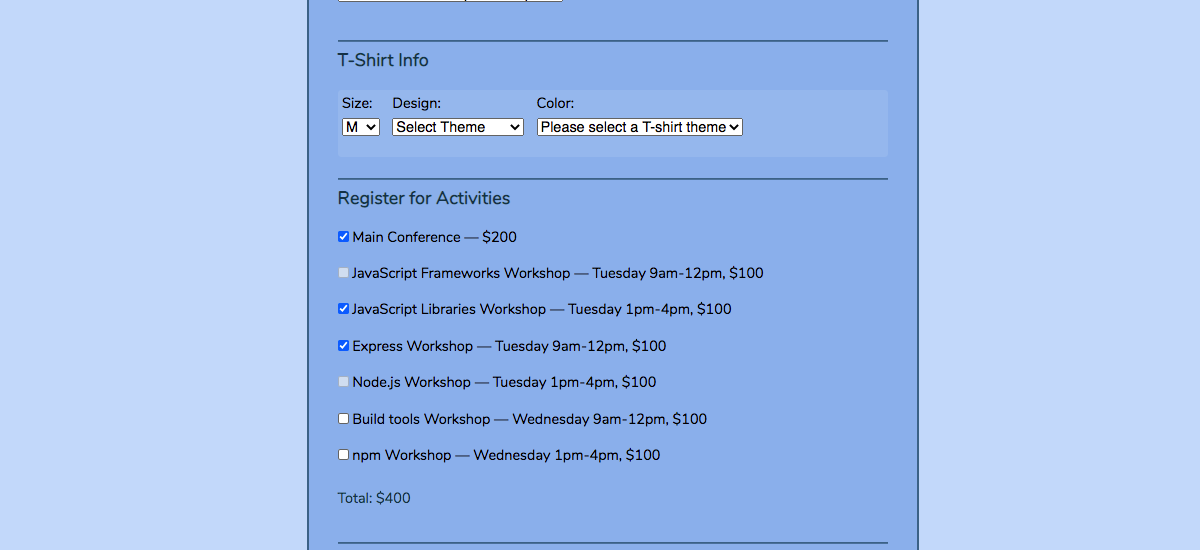 T-Shirt Info
Size: Design: Color:
M Select Theme Please select a T-shirt theme
Register for Activities
Main Conference — $200
JavaScript Frameworks Workshop — Tuesday 9am-12pm, $100
JavaScript Libraries Workshop — Tuesday 1pm-4pm, $100
Express Workshop — Tuesday 9am-12pm, $100
Node.js Workshop — Tuesday 1pm-4pm, $100
Build tools Workshop — Wednesday 9am-12pm, $100
npm Workshop — Wednesday 1pm-4pm, $100
Total: $400